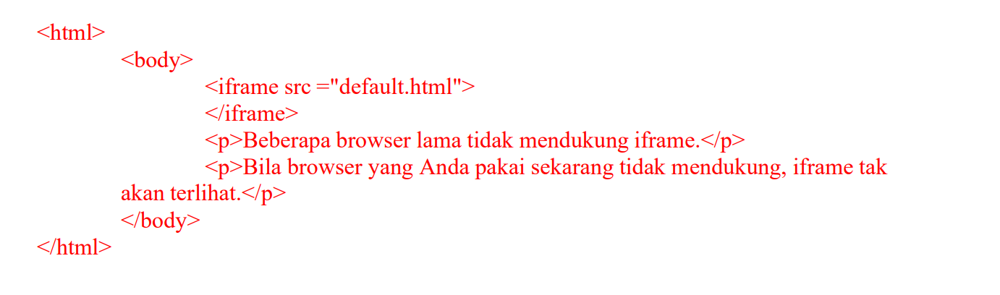 <html>
<body>
<iframe src ="default.html">
</iframe>
<p>Beberapa browser lama tidak mendukung iframe.</p>
<p>Bila browser yang Anda pakai sekarang tidak mendukung, iframe tak
akan terlihat.</p>
</body>
</html>